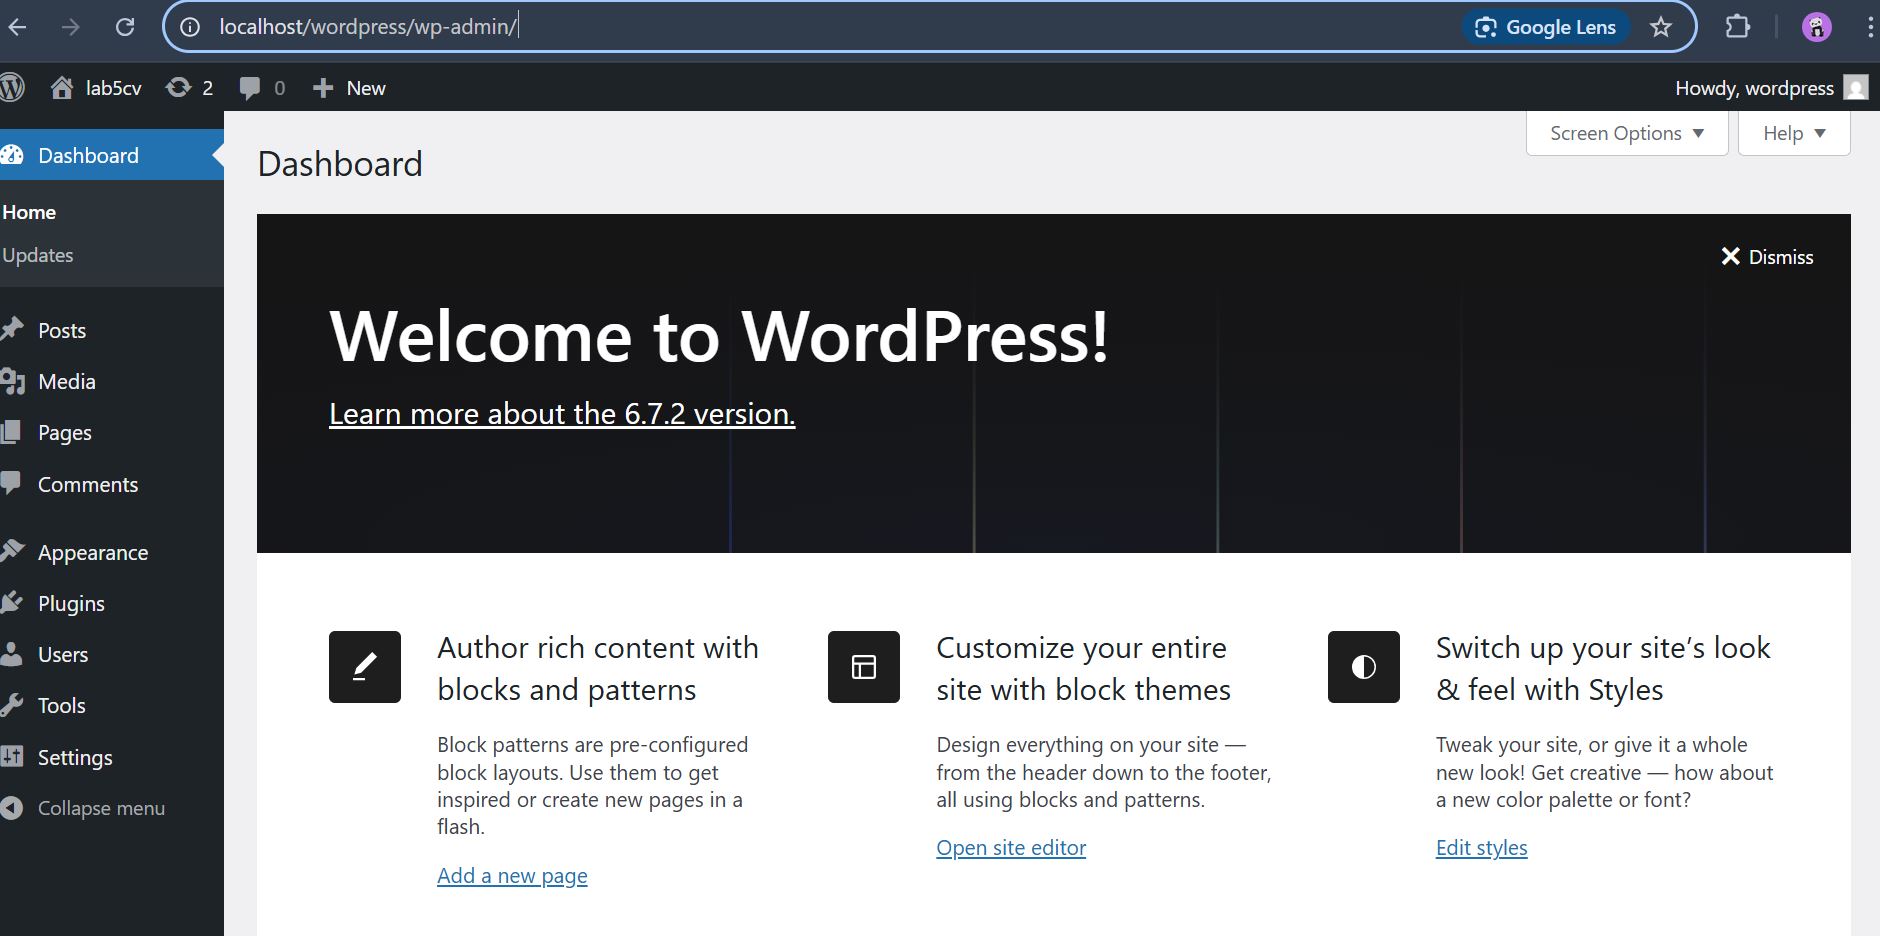 localhost/wordpress/wp-admin/
Google Lens
lab5cv 2 0 New
Howdy, wordpress
Dashboard
Home
Updates
Posts
Media
Pages
Comments
Appearance
Plugins
Users
Tools
Settings
Collapse menu
Screen Options
Help
Dashboard
Dismiss
Welcome to WordPress!
Learn more about the 6.7.2 version.
Author rich content with
blocks and patterns
Block patterns are pre-configured
block layouts. Use them to get
inspired or create new pages in a
flash.
Add a new page
Customize your entire
site with block themes
Design everything on your site —
from the header down to the footer,
all using blocks and patterns.
Open site editor
Switch up your site’s look
& feel with Styles
Tweak your site, or give it a whole
new look! Get creative — how about
a new color palette or font?
Edit styles